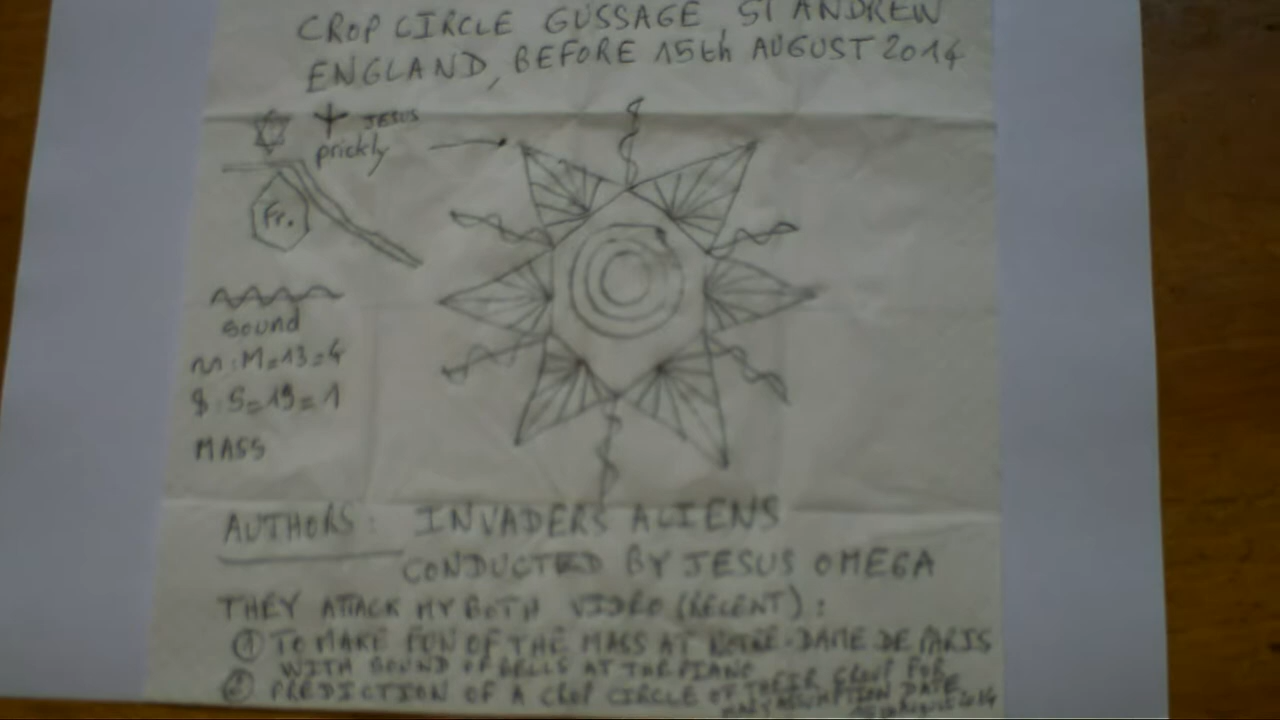 CROP CIRCLE GUSSAGE ST ANDREW
ENGLAND, BEFORE 15th AUGUST 2014
JESUS
prickly
Fr.
sound
M=13=4
$ : S=19=1
MASS
AUTHORS: INVADERS ALIENS
CONDUCTED BY JESUS OMEGA
THEY ATTACK MY BOTH VIDEO (RECENT):
① TO MAKE FUN OF THE MASS AT NOTRE-DAME DE PARIS
WITH SOUND OF BELLS AT THE PIANO
② PREDICTION OF A CROP CIRCLE OF THEIR GROUP FOR
ASSUMPTION DATE
August 2014